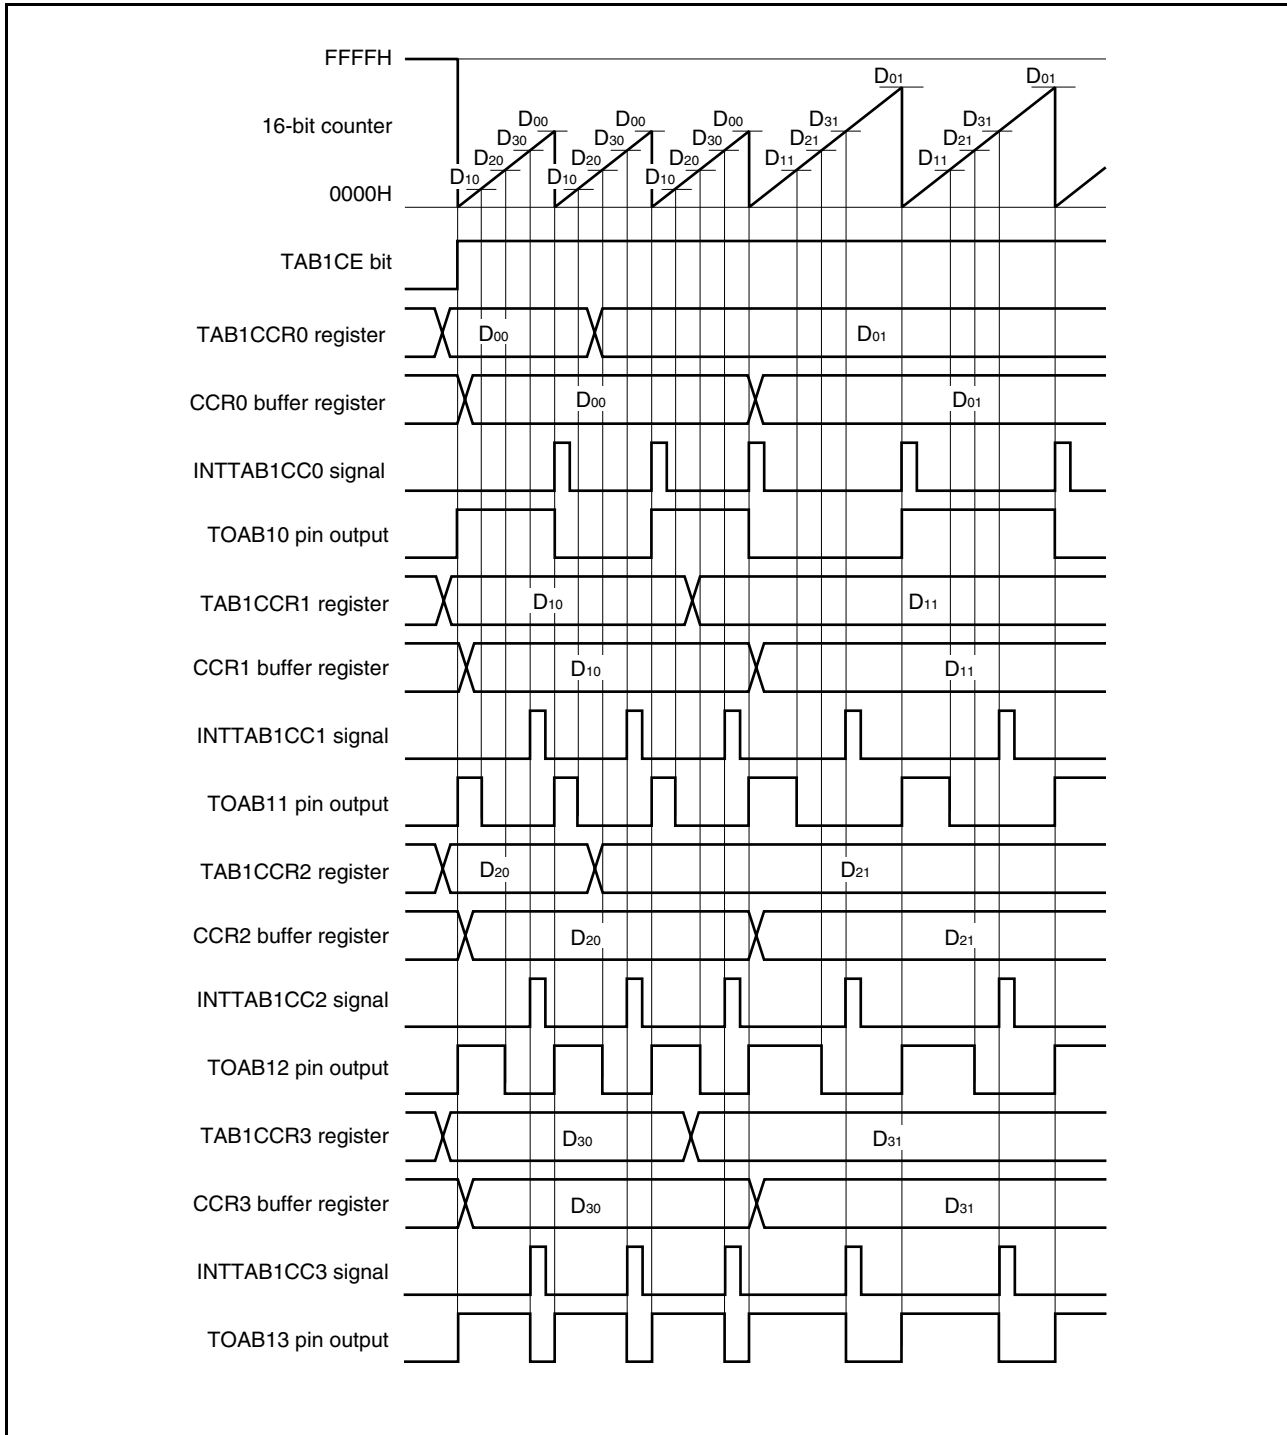 FFFFH
D01 D01
16-bit counter
D00 D00 D00 D31 D31
D30 D30 D30 D21 D21
D20 D20 D20 D11 D11
D10 D10 D10
0000H
TAB1CE bit
TAB1CCR0 register D00 D01
CCR0 buffer register D00 D01
INTTAB1CC0 signal
TOAB10 pin output
TAB1CCR1 register D10 D11
CCR1 buffer register D10 D11
INTTAB1CC1 signal
TOAB11 pin output
TAB1CCR2 register D20 D21
CCR2 buffer register D20 D21
INTTAB1CC2 signal
TOAB12 pin output
TAB1CCR3 register D30 D31
CCR3 buffer register D30 D31
INTTAB1CC3 signal
TOAB13 pin output